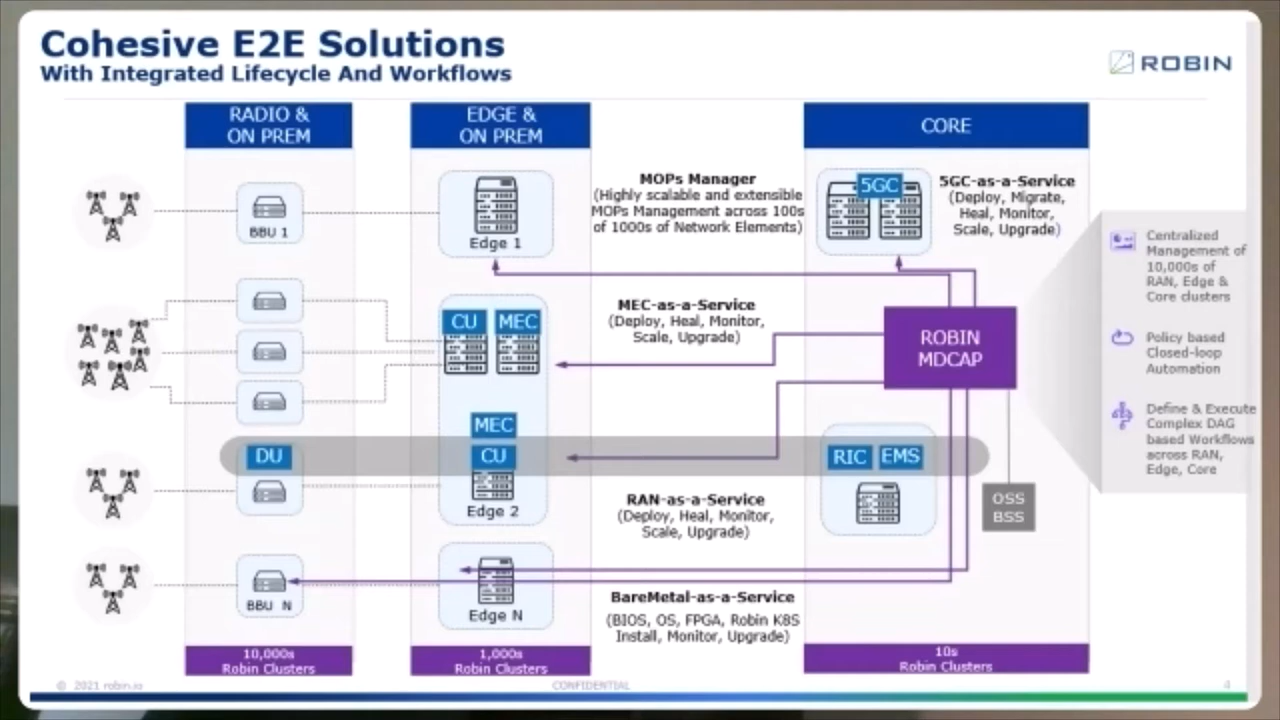 Cohesive E2E Solutions
With Integrated Lifecycle And Workflows
ROBIN
RADIO &
ON PREM
EDGE &
ON PREM
CORE
BBU 1
Edge 1
MOPs Manager
(Highly scalable and extensible
MOPs Management across 100s
of 1000s of Network Elements)
5GC
5GC-as-a-Service
(Deploy, Migrate,
Heal, Monitor,
Scale, Upgrade)
CU
MEC
MEC-as-a-Service
(Deploy, Heal, Monitor,
Scale, Upgrade)
ROBIN
MDCAP
Centralized
Management of
10,000s of
RAN, Edge &
Core clusters
Policy based
Closed-loop
Automation
Define & Execute
Complex DAG
based Workflows
across RAN,
Edge, Core
MEC
DU
CU
RIC
EMS
Edge 2
RAN-as-a-Service
(Deploy, Heal, Monitor,
Scale, Upgrade)
OSS
BSS
BBU N
Edge N
BareMetal-as-a-Service
(BIOS, OS, FPGA, Robin K8S
Install, Monitor, Upgrade)
10,000s
Robin Clusters
1,000s
Robin Clusters
10s
Robin Clusters
© 2021 robin.io
CONFIDENTIAL
4